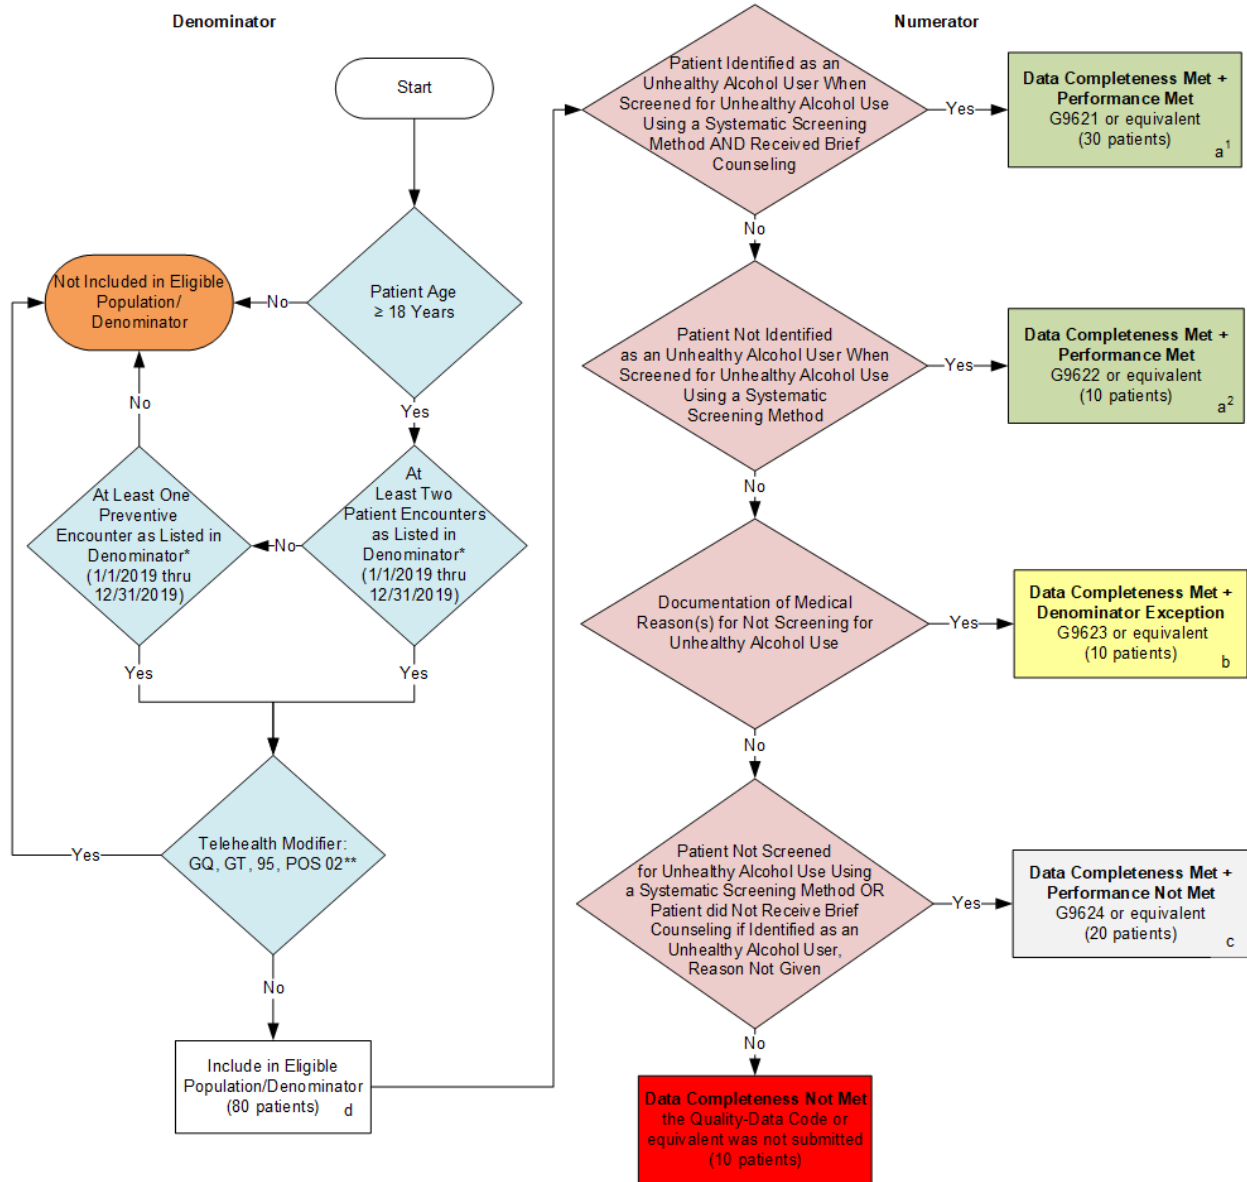 Denominator
Numerator
Start
Patient Age
≥ 18 Years
No
Not Included in Eligible
Population/
Denominator
Yes
At
Least Two
Patient Encounters
as Listed in
Denominator*
(1/1/2019 thru
12/31/2019)
No
At Least One
Preventive
Encounter as Listed in
Denominator*
(1/1/2019 thru
12/31/2019)
No
Yes
Yes
Telehealth Modifier:
GQ, GT, 95, POS 02**
Yes
No
Include in Eligible
Population/Denominator
(80 patients) d
Patient Identified as an
Unhealthy Alcohol User When
Screened for Unhealthy Alcohol Use
Using a Systematic Screening
Method AND Received Brief
Counseling
Yes
Data Completeness Met +
Performance Met
G9621 or equivalent
(30 patients)
a1
No
Patient Not Identified
as an Unhealthy Alcohol User When
Screened for Unhealthy Alcohol Use
Using a Systematic
Screening Method
Yes
Data Completeness Met +
Performance Met
G9622 or equivalent
(10 patients)
a2
No
Documentation of Medical
Reason(s) for Not Screening for
Unhealthy Alcohol Use
Yes
Data Completeness Met +
Denominator Exception
G9623 or equivalent
(10 patients)
b
No
Patient Not Screened
for Unhealthy Alcohol Use Using
a Systematic Screening Method OR
Patient did Not Receive Brief
Counseling if Identified as an
Unhealthy Alcohol User,
Reason Not Given
Yes
Data Completeness Met +
Performance Not Met
G9624 or equivalent
(20 patients)
c
No
Data Completeness Not Met
the Quality-Data Code or
equivalent was not submitted
(10 patients)